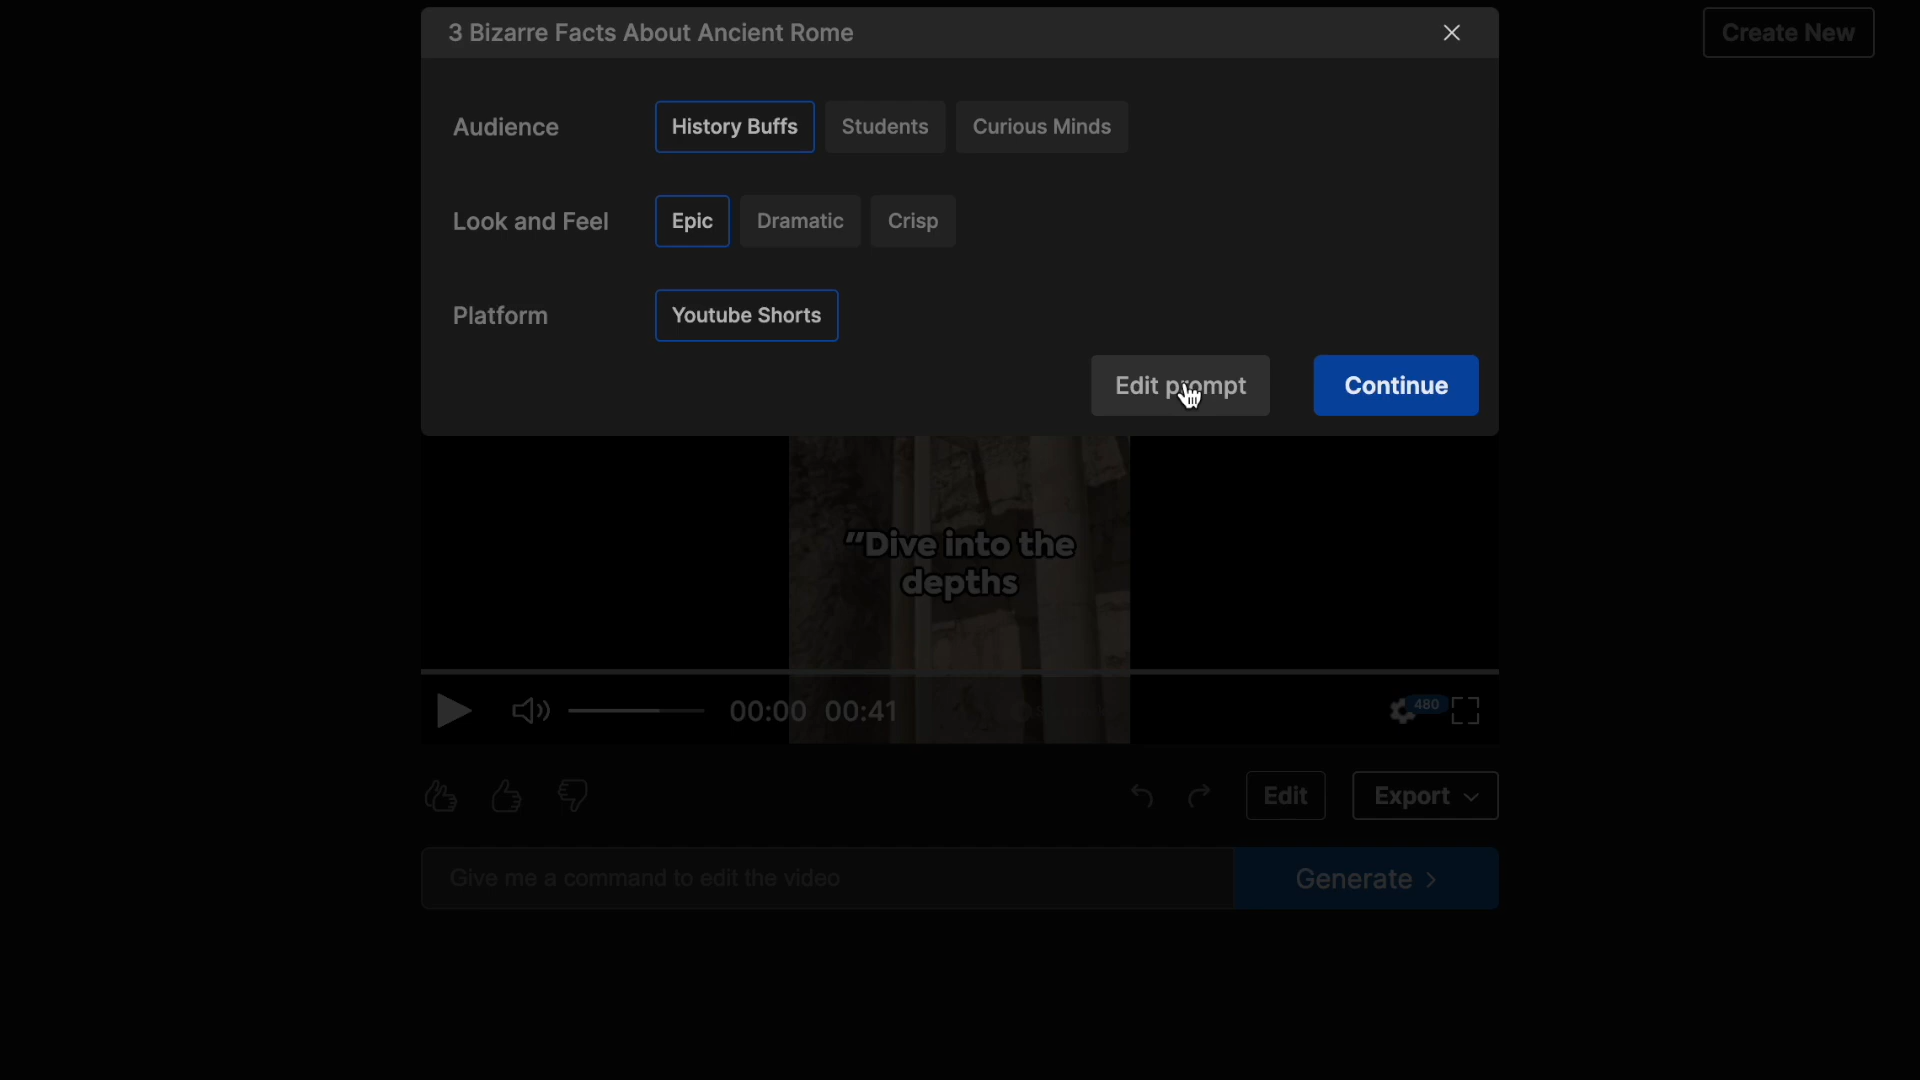 3 Bizarre Facts About Ancient Rome
Create New
Audience
History Buffs
Students
Curious Minds
Look and Feel
Epic
Dramatic
Crisp
Platform
Youtube Shorts
Edit prompt
Continue
"Dive into the
depths
00:00 00:41
480
Edit
Export
Give me a command to edit the video
Generate